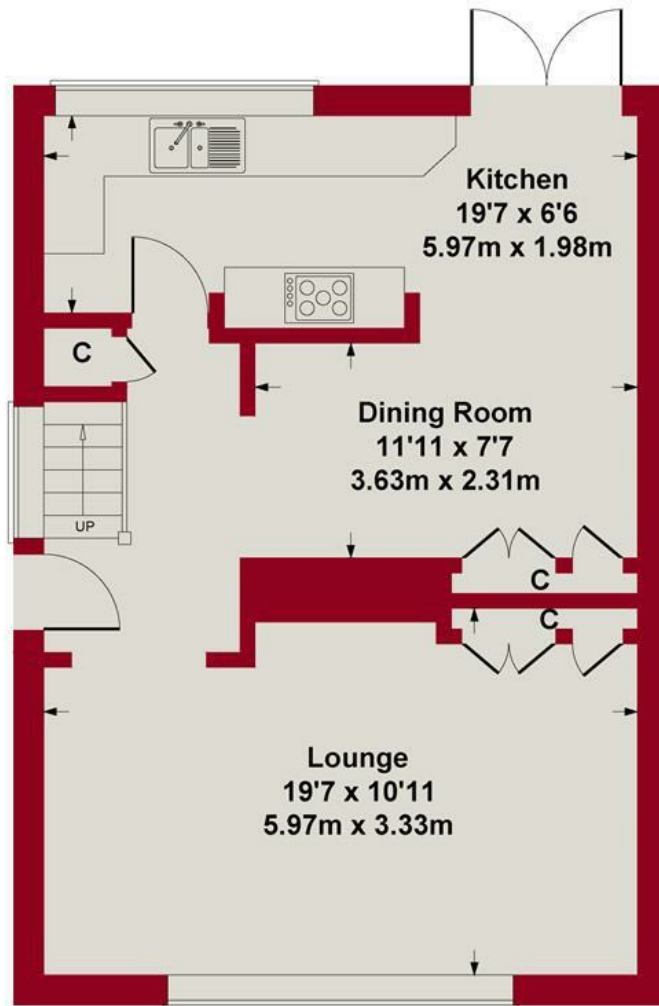 Kitchen
19'7 x 6'6
5.97m x 1.98m
C
Dining Room
11'11 x 7'7
3.63m x 2.31m
UP
C
C
Lounge
19'7 x 10'11
5.97m x 3.33m